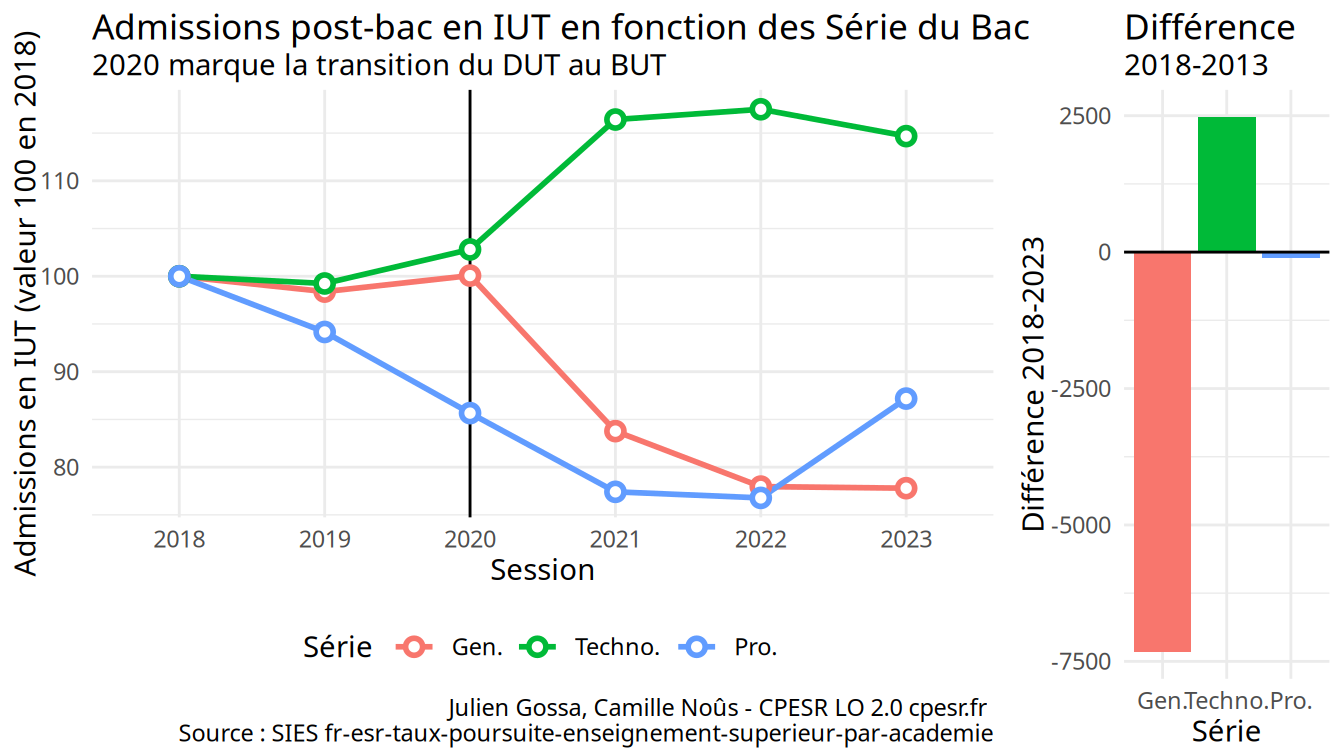 Admissions post-bac en IUT en fonction des Série du Bac
2020 marque la transition du DUT au BUT
Admissions en IUT (valeur 100 en 2018)
110
100
90
80
2018 2019 2020 2021 2022 2023
Session
Série Gen. Techno. Pro.
Julien Gossa, Camille Noûs - CPESR LO 2.0 cpesr.fr
Source : SIES fr-esr-taux-poursuite-enseignement-superieur-par-academie
Différence
2018-2013
Différence 2018-2023
2500
0
-2500
-5000
-7500
Gen. Techno. Pro.
Série